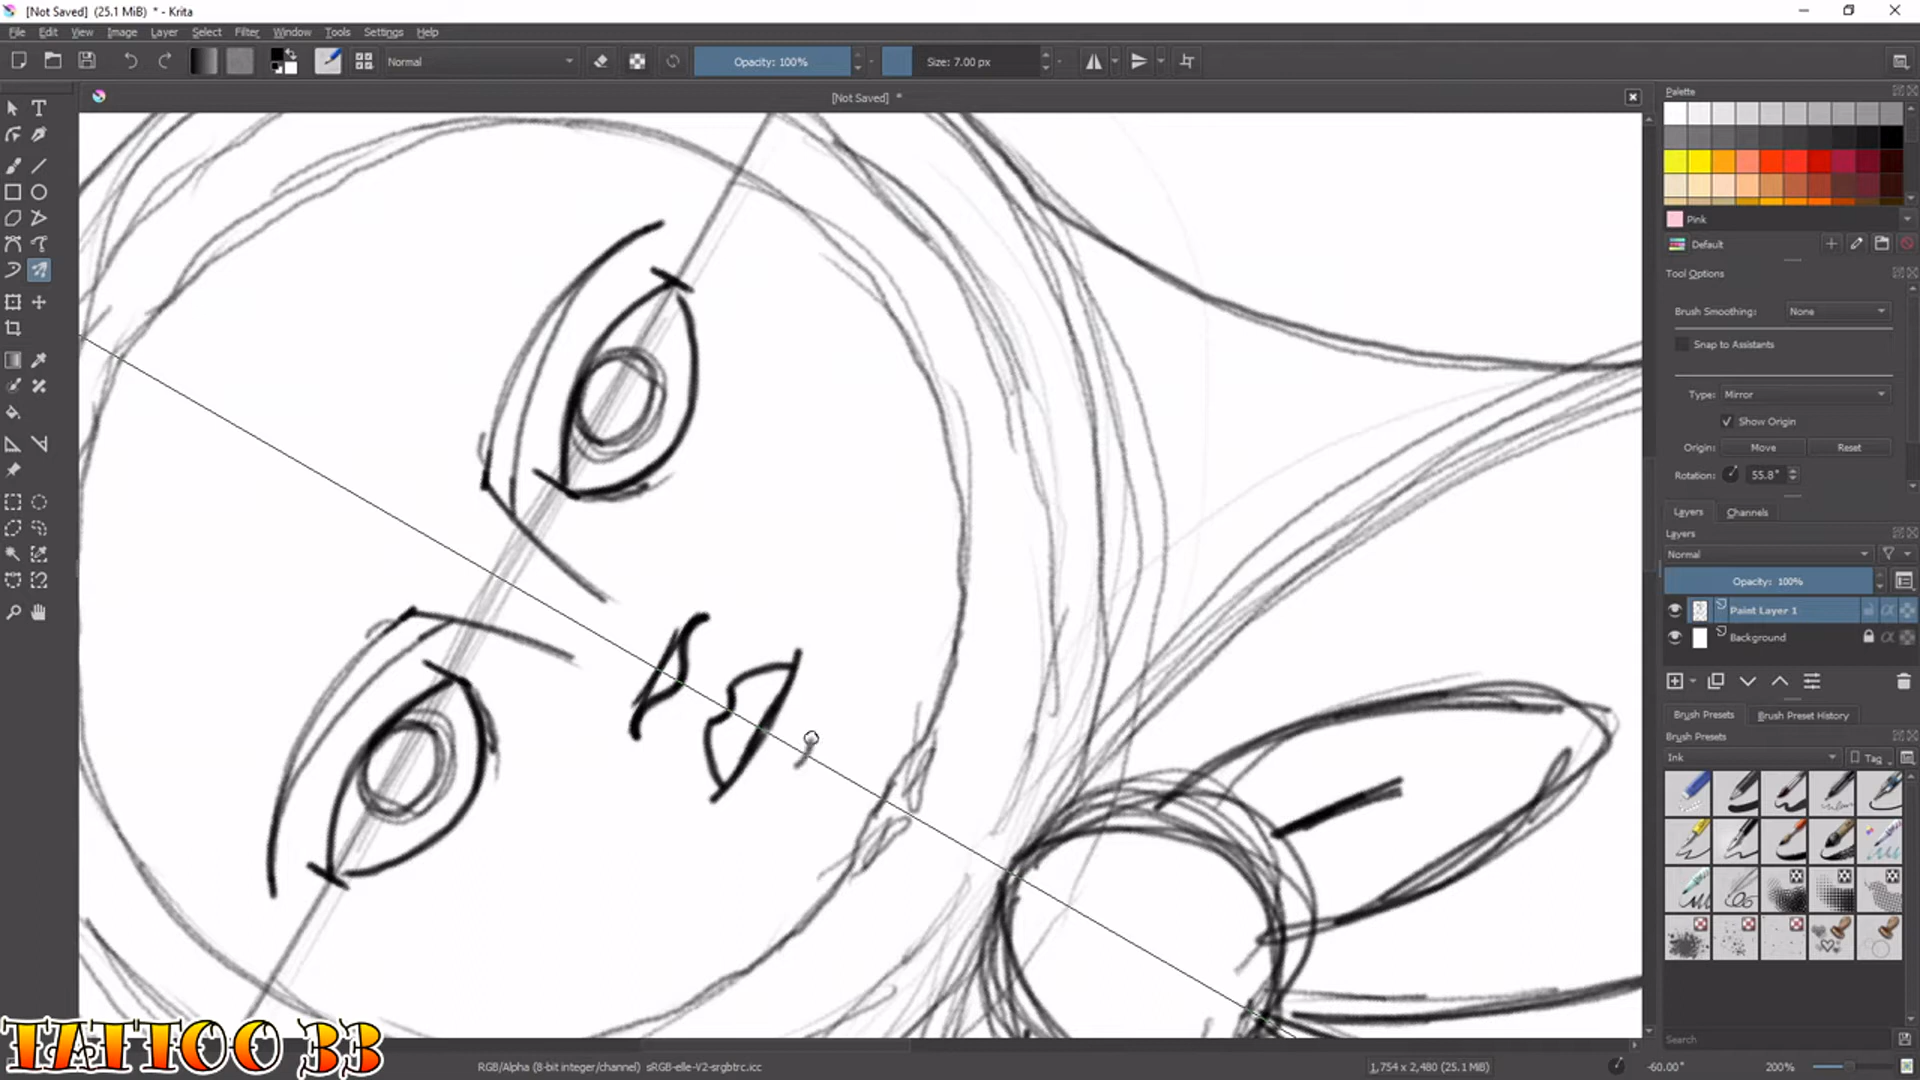 [Not Saved] (25.1 MiB) * - Krita
File Edit View Image Layer Select Filter Tools Settings Window Help
Normal
Opacity: 100%
Size: 7.00 px
[Not Saved] *
Palette
Pink
Default
Tool Options
Brush Smoothing: None
Snap to Assistants
Type: Mirror
Show Origin
Origin: Move Reset
Rotation: 55.8°
Layers Channels
Layers
Normal
Opacity: 100%
Paint Layer 1
Background
Brush Presets Brush Preset History
Brush Presets
Ink
Tag
Search
TATTOO 33
RGB/Alpha (8-bit integer/channel) sRGB-elle-V2-srgbtrc.icc
1,754 x 2,480 (25.1 MiB)
-60.00°
200%